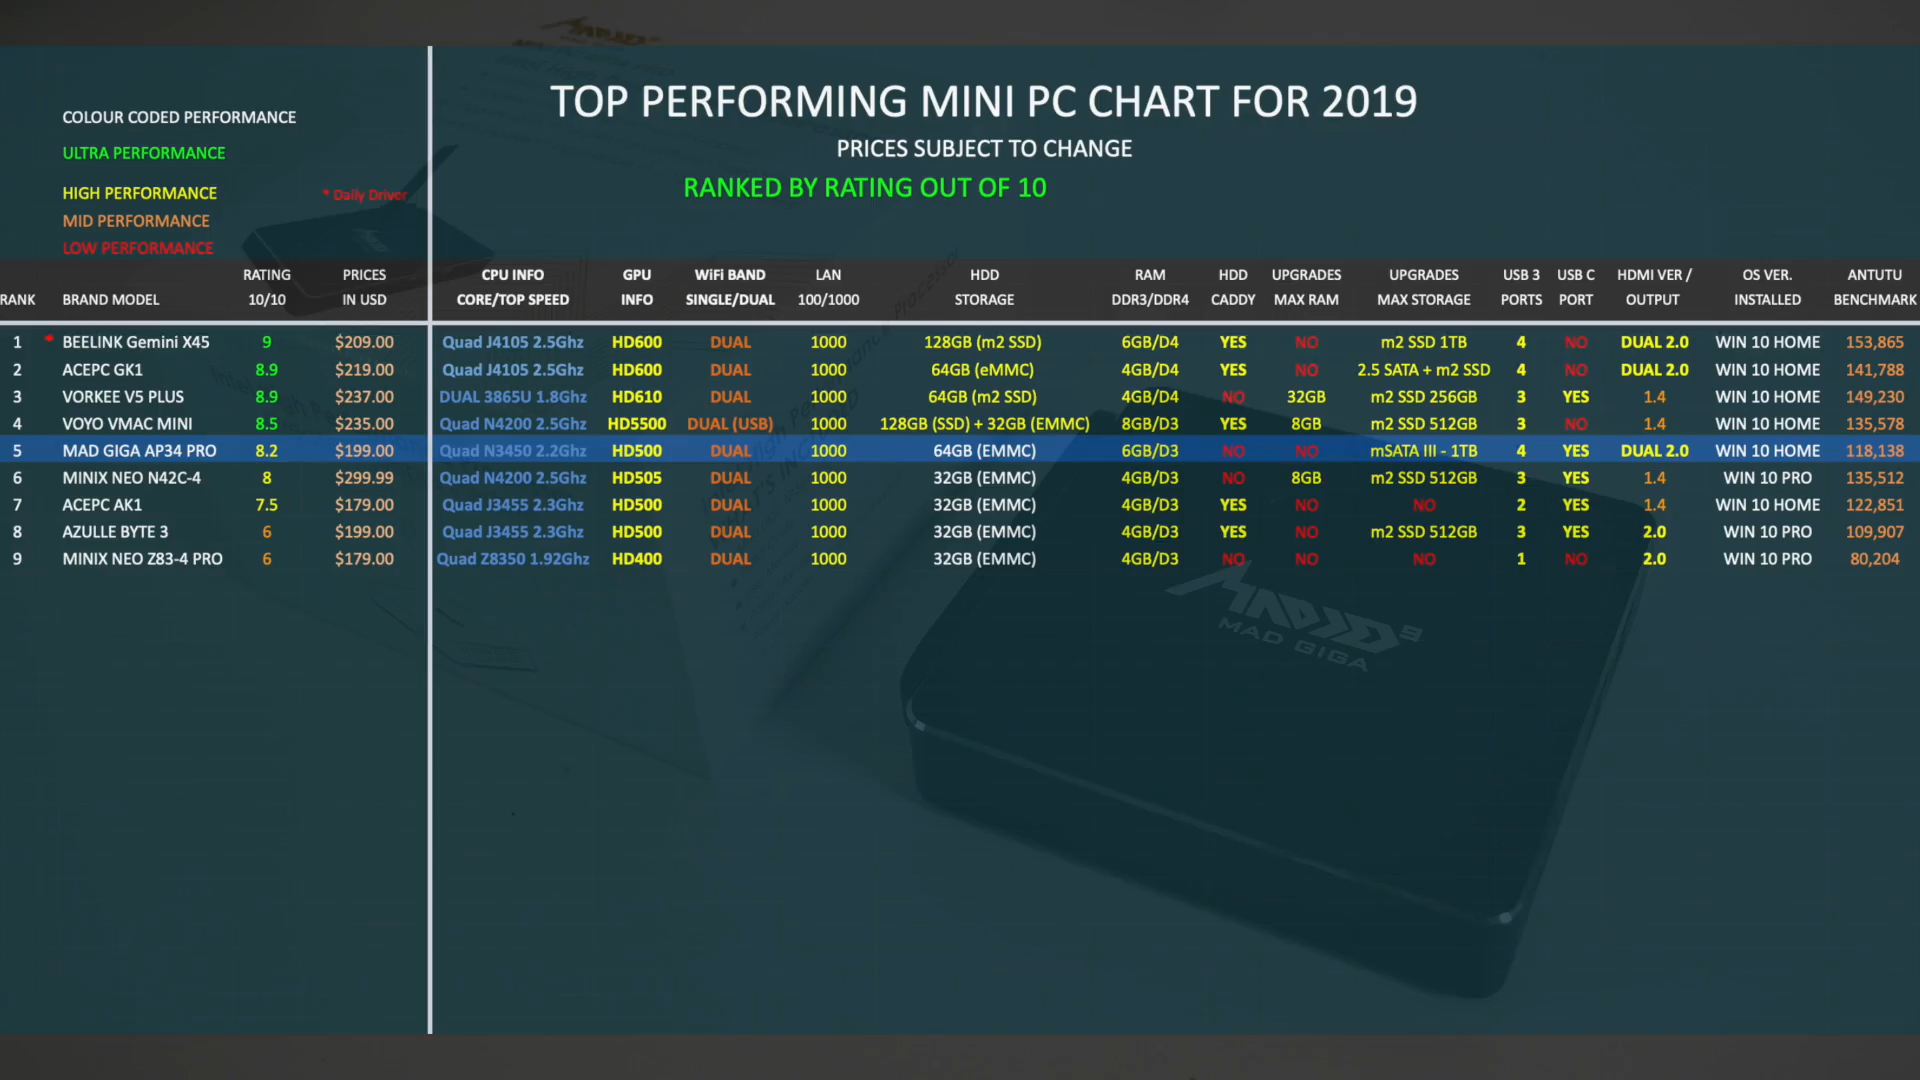 TOP PERFORMING MINI PC CHART FOR 2019
PRICES SUBJECT TO CHANGE
RANKED BY RATING OUT OF 10
COLOUR CODED PERFORMANCE
ULTRA PERFORMANCE
HIGH PERFORMANCE * Daily Driver
MID PERFORMANCE
LOW PERFORMANCE
RATING PRICES CPU INFO GPU WiFi BAND LAN HDD RAM HDD UPGRADES UPGRADES USB 3 USB C HDMI VER / OS VER. ANTUTU
RANK BRAND MODEL 10/10 IN USD CORE/TOP SPEED INFO SINGLE/DUAL 100/1000 STORAGE DDR3/DDR4 CADDY MAX RAM MAX STORAGE PORTS PORT OUTPUT INSTALLED BENCHMARK
1 * BEELINK Gemini X45 9 $209.00 Quad J4105 2.5Ghz HD600 DUAL 1000 128GB (m2 SSD) 6GB/D4 YES NO m2 SSD 1TB 4 NO DUAL 2.0 WIN 10 HOME 153,865
2 ACEPC GK1 8.9 $219.00 Quad J4105 2.5Ghz HD600 DUAL 1000 64GB (eMMC) 4GB/D4 YES NO 2.5 SATA + m2 SSD 4 NO DUAL 2.0 WIN 10 HOME 141,788
3 VORKEE V5 PLUS 8.9 $237.00 DUAL 3865U 1.8Ghz HD610 DUAL 1000 64GB (m2 SSD) 4GB/D4 NO 32GB m2 SSD 256GB 3 YES 1.4 WIN 10 HOME 149,230
4 VOYO VMAC MINI 8.5 $235.00 Quad N4200 2.5Ghz HD5500 DUAL (USB) 1000 128GB (SSD) + 32GB (EMMC) 8GB/D3 YES 8GB m2 SSD 512GB 3 NO 1.4 WIN 10 HOME 135,578
5 MAD GIGA AP34 PRO 8.2 $199.00 Quad N3450 2.2Ghz HD500 DUAL 1000 64GB (EMMC) 6GB/D3 NO NO mSATA III - 1TB 4 YES DUAL 2.0 WIN 10 HOME 118,138
6 MINIX NEO N42C-4 8 $299.99 Quad N4200 2.5Ghz HD505 DUAL 1000 32GB (EMMC) 4GB/D3 NO 8GB m2 SSD 512GB 3 YES 1.4 WIN 10 PRO 135,512
7 ACEPC AK1 7.5 $179.00 Quad J3455 2.3Ghz HD500 DUAL 1000 32GB (EMMC) 4GB/D3 YES NO NO 2 YES 1.4 WIN 10 HOME 122,851
8 AZULLE BYTE 3 6 $199.00 Quad J3455 2.3Ghz HD500 DUAL 1000 32GB (EMMC) 4GB/D3 YES NO m2 SSD 512GB 3 YES 2.0 WIN 10 PRO 109,907
9 MINIX NEO Z83-4 PRO 6 $179.00 Quad Z8350 1.92Ghz HD400 DUAL 1000 32GB (EMMC) 4GB/D3 NO NO NO 1 NO 2.0 WIN 10 PRO 80,204
MAD GIGA